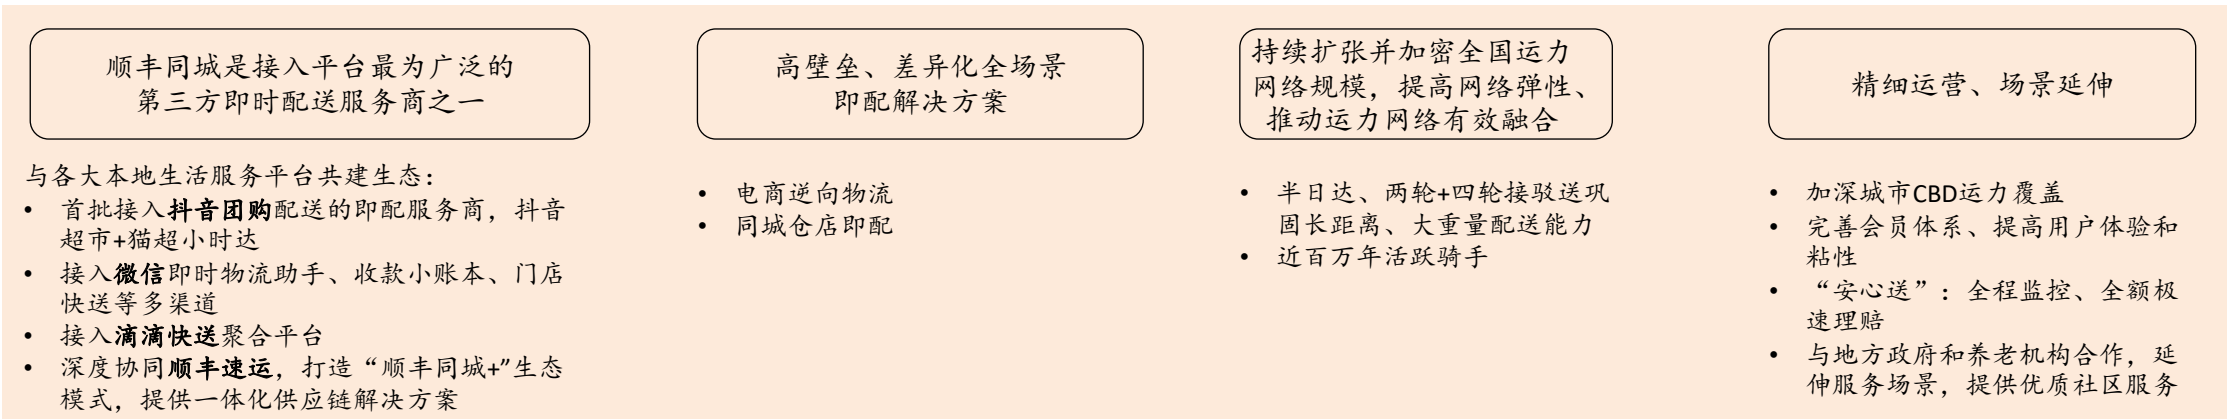 顺丰同城是接入平台最为广泛的
第三方即时配送服务商之一
与各大本地生活服务平台共建生态：
• 首批接入抖音团购配送的即配服务商，抖音
超市+猫超小时达
• 接入微信即时物流助手、收款小账本、门店
快送等多渠道
• 接入滴滴快送聚合平台
• 深度协同顺丰速运，打造“顺丰同城+”生态
模式，提供一体化供应链解决方案
高壁垒、差异化全场景
即配解决方案
• 电商逆向物流
• 同城仓店即配
持续扩张并加密全国运力
网络规模，提高网络弹性、
推动运力网络有效融合
• 半日达、两轮+四轮接驳送巩
固长距离、大重量配送能力
• 近百万年活跃骑手
精细运营、场景延伸
• 加深城市CBD运力覆盖
• 完善会员体系、提高用户体验和
粘性
• “安心送”：全程监控、全额极
速理赔
• 与地方政府和养老机构合作，延
伸服务场景，提供优质社区服务